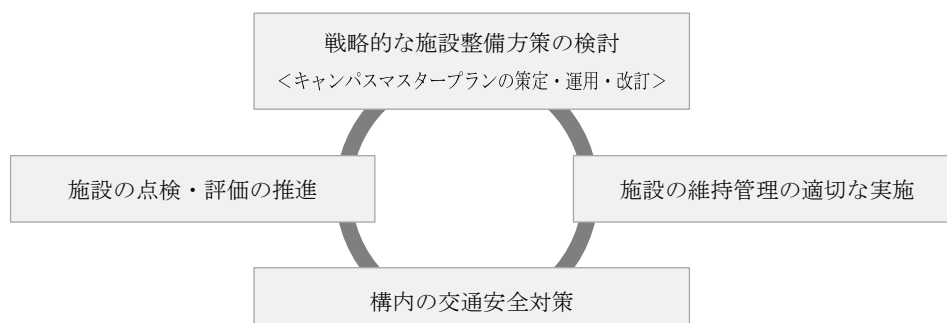 戦略的な施設整備方策の検討
＜キャンパスマスタープランの策定・運用・改訂＞
施設の点検・評価の推進
施設の維持管理の適切な実施
構内の交通安全対策